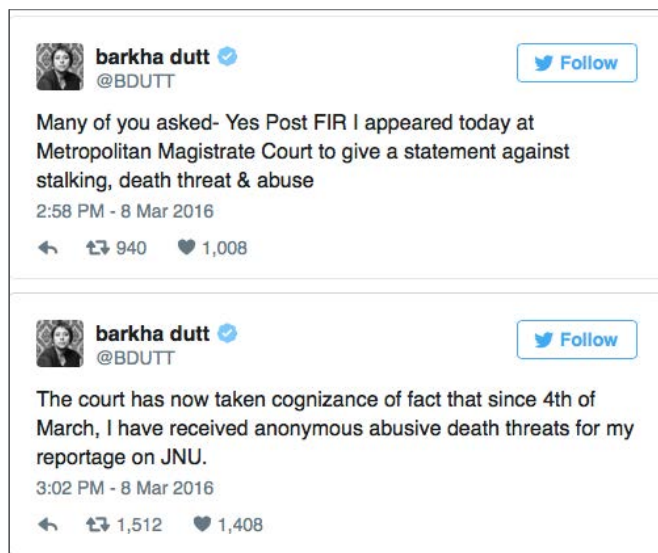 barkha dutt
Follow
@BDUTT
Many of you asked- Yes Post FIR I appeared today at
Metropolitan Magistrate Court to give a statement against
stalking, death threat & abuse
2:58 PM - 8 Mar 2016
940 1,008
barkha dutt
Follow
@BDUTT
The court has now taken cognizance of fact that since 4th of
March, I have received anonymous abusive death threats for my
reportage on JNU.
3:02 PM - 8 Mar 2016
1,512 1,408